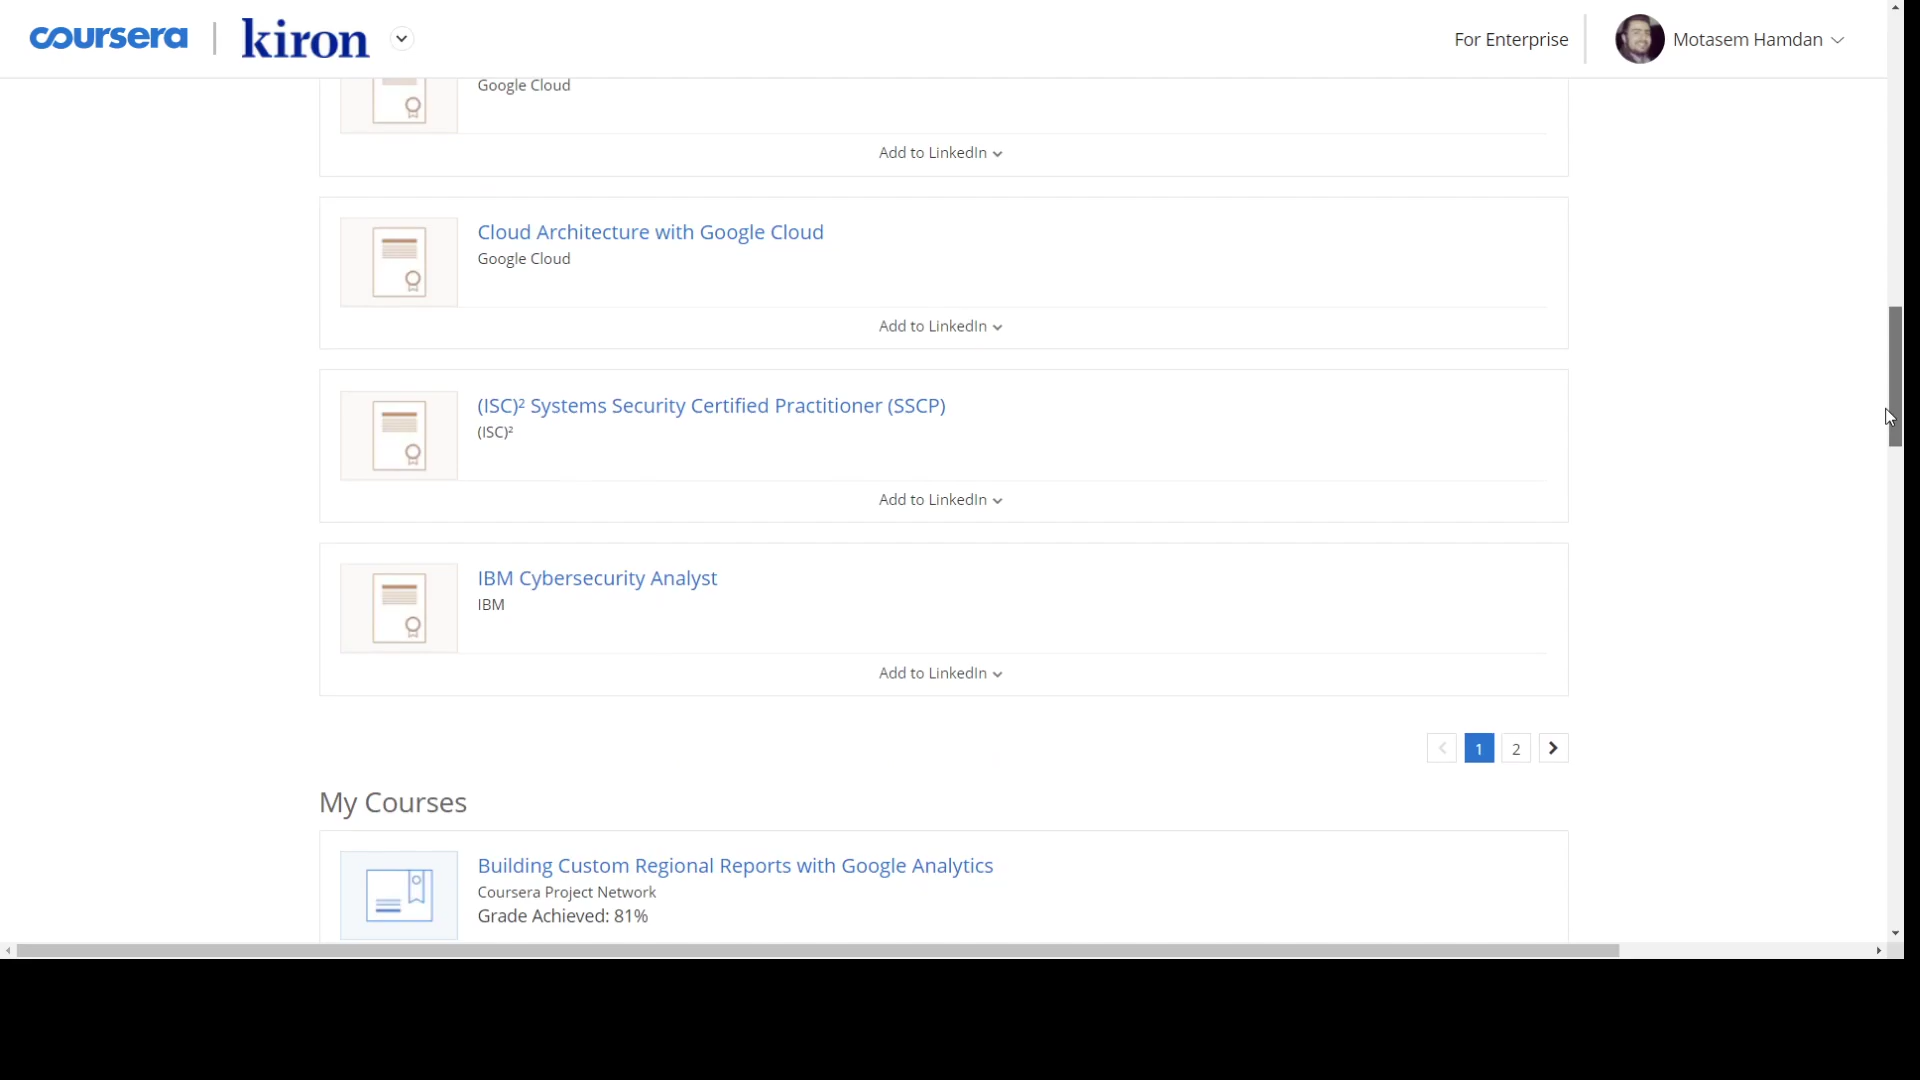 coursera | kiron
For Enterprise
Motasem Hamdan
Google Cloud
Add to LinkedIn
Cloud Architecture with Google Cloud
Google Cloud
Add to LinkedIn
(ISC)² Systems Security Certified Practitioner (SSCP)
(ISC)²
Add to LinkedIn
IBM Cybersecurity Analyst
IBM
Add to LinkedIn
1 2
My Courses
Building Custom Regional Reports with Google Analytics
Coursera Project Network
Grade Achieved: 81%